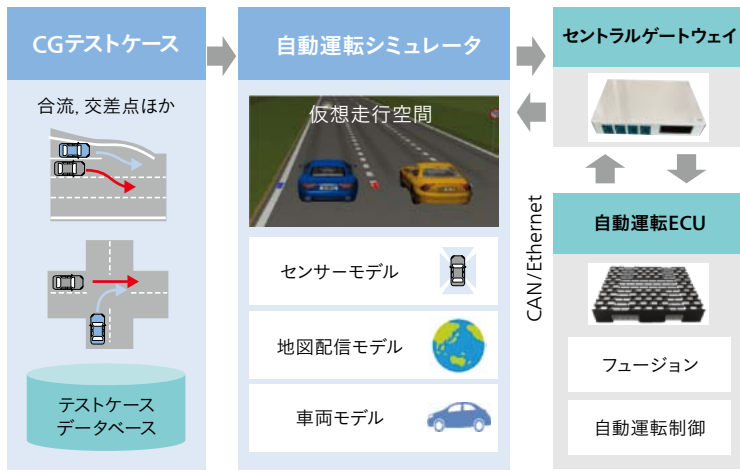 CGテストケース
合流, 交差点ほか
テストケース
データベース
自動運転シミュレータ
仮想走行空間
センサーモデル
地図配信モデル
車両モデル
CAN/Ethernet
セントラルゲートウェイ
自動運転ECU
フュージョン
自動運転制御